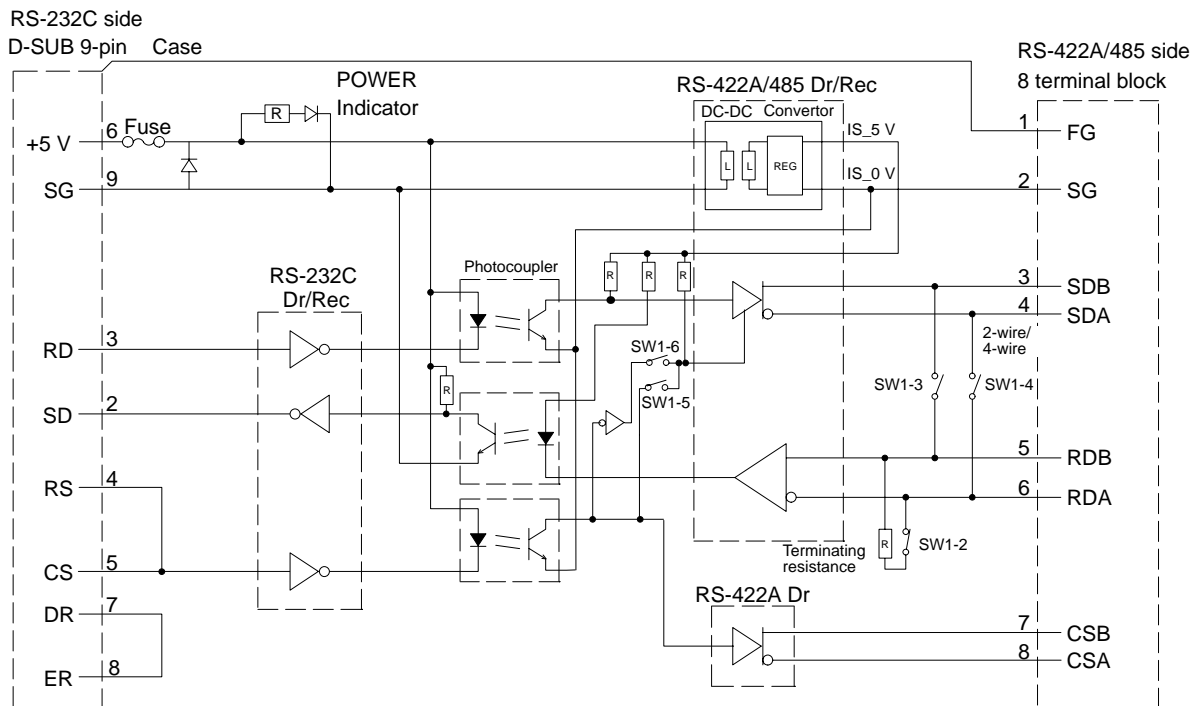 RS-232C side
D-SUB 9-pin Case
RS-422A/485 side
8 terminal block
POWER
Indicator
RS-422A/485 Dr/Rec
DC-DC Convertor
Fuse
R
+5 V
6
SG
9
L
L
REG
IS_5 V
IS_0 V
1
FG
2
SG
RS-232C
Dr/Rec
Photocoupler
R
R
R
3
SDB
4
SDA
2-wire/
4-wire
RD
3
SW1-6
SW1-5
SW1-3
SW1-4
R
SD
2
5
RDB
RS
4
6
RDA
R
SW1-2
Terminating
resistance
CS
5
RS-422A Dr
DR
7
7
CSB
8
CSA
ER
8